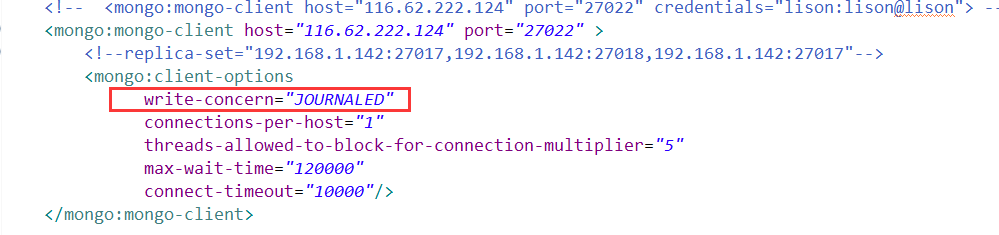 <!--  <mongo:mongo-client host="116.62.222.124" port="27022" credentials="lison:lison@lison"> --
<mongo:mongo-client host="116.62.222.124" port="27022" >
<!--replica-set="192.168.1.142:27017,192.168.1.142:27018,192.168.1.142:27017"-->
<mongo:client-options
write-concern="JOURNALED"
connections-per-host="1"
threads-allowed-to-block-for-connection-multiplier="5"
max-wait-time="120000"
connect-timeout="10000"/>
</mongo:mongo-client>